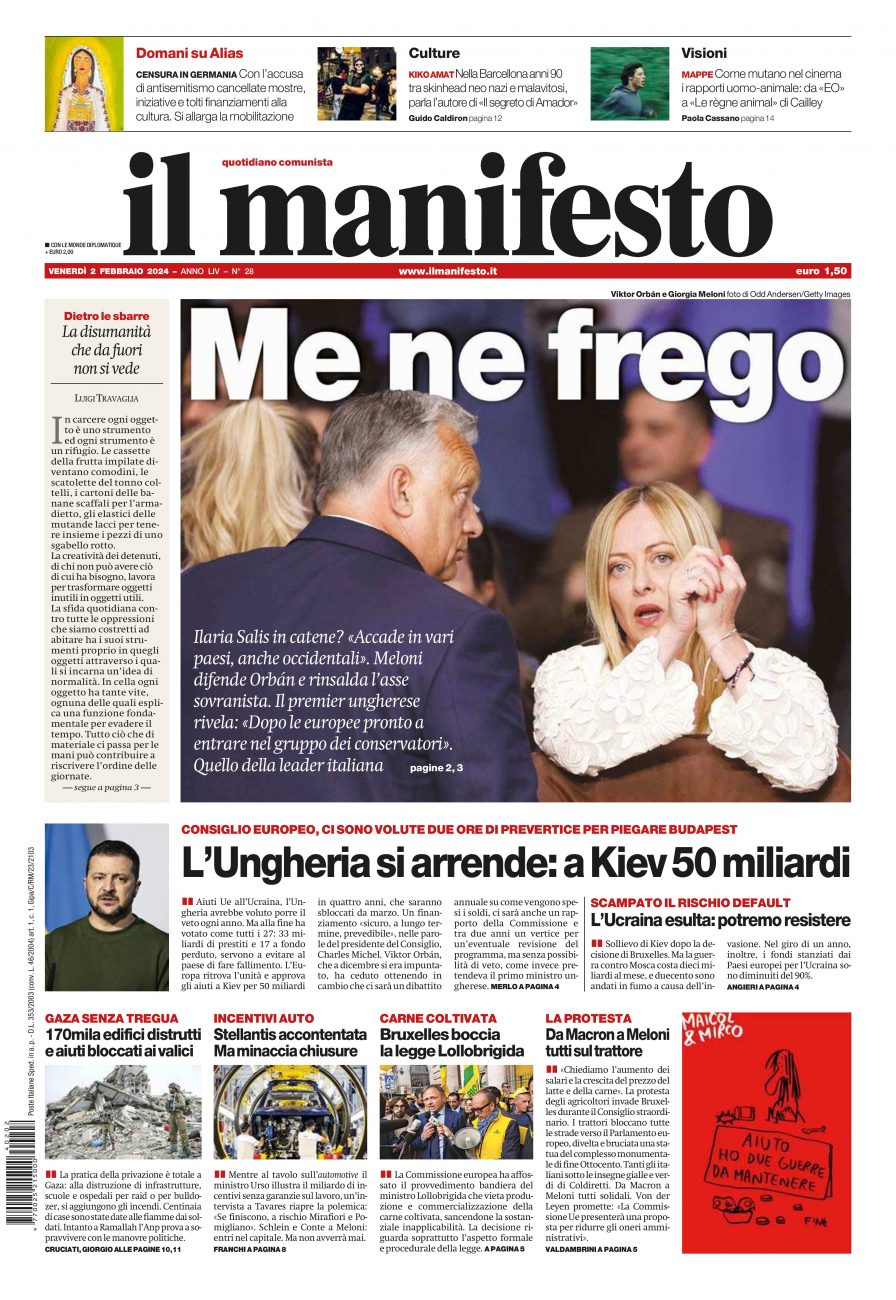 Domani su Alias
CENSURA IN GERMANIA Con l'accusa
di antisemitismo cancellate mostre,
iniziative e tolti finanziamenti alla
cultura. Si allarga la mobilitazione
Culture
KIKO AMAT Nella Barcellona anni 90
tra skinhead neo nazi e malavitosi,
parla l'autore di «Il segreto di Amador»
Guido Caldiron pagina 12
Visioni
MAPPE Come mutano nel cinema
i rapporti uomo-animale: da «EO»
a «Le règne animal» di Cailley
Paola Cassano pagina 14
quotidiano comunista
il manifesto
■ CON LE MONDE DIPLOMATIQUE
+ EURO 2,00
VENERDÌ 2 FEBBRAIO 2024 – ANNO LIV – N° 28
www.ilmanifesto.it
euro 1,50
Viktor Orbán e Giorgia Meloni foto di Odd Andersen/Getty Images
Dietro le sbarre
La disumanità
che da fuori
non si vede
LUIGI TRAVAGLIA
In carcere ogni ogget-
to è uno strumento
ed ogni strumento è
un rifugio. Le cassette
della frutta impilate di-
ventano comodini, le
scatolette del tonno col-
telli, i cartoni delle ba-
nane scaffali per l'arma-
dietto, gli elastici delle
mutande lacci per tene-
re insieme i pezzi di uno
sgabello rotto.
La creatività dei detenuti,
di chi non può avere ciò
di cui ha bisogno, lavora
per trasformare oggetti
inutili in oggetti utili.
La sfida quotidiana con-
tro tutte le oppressioni
che siamo costretti ad
abitare ha i suoi stru-
menti proprio in quegli
oggetti attraverso i qua-
li si incarna un'idea di
normalità. In cella ogni
oggetto ha tante vite,
ognuna delle quali espli-
ca una funzione fonda-
mentale per evadere il
tempo. Tutto ciò che di
materiale ci passa per le
mani può contribuire a
riscrivere l'ordine delle
giornate.
— segue a pagina 3 —
Me ne frego
Ilaria Salis in catene? «Accade in vari
paesi, anche occidentali». Meloni
difende Orbán e rinsalda l'asse
sovranista. Il premier ungherese
rivela: «Dopo le europee pronto a
entrare nel gruppo dei conservatori».
Quello della leader italiana
pagine 2, 3
CONSIGLIO EUROPEO, CI SONO VOLUTE DUE ORE DI PREVERTICE PER PIEGARE BUDAPEST
L'Ungheria si arrende: a Kiev 50 miliardi
Aiuti Ue all'Ucraina, l'Un-
gheria avrebbe voluto porre il
veto ogni anno. Ma alla fine ha
votato come tutti i 27: 33 mi-
liardi di prestiti e 17 a fondo
perduto, servono a evitare al
paese di fare fallimento. L'Eu-
ropa ritrova l'unità e approva
gli aiuti a Kiev per 50 miliardi
in quattro anni, che saranno
sbloccati da marzo. Un finan-
ziamento «sicuro, a lungo ter-
mine, prevedibile», nelle paro-
le del presidente del Consiglio,
Charles Michel. Viktor Orbán,
che a dicembre si era impunta-
to, ha ceduto ottenendo in
cambio che ci sarà un dibattito
annuale su come vengono spe-
si i soldi, ci sarà anche un rap-
porto della Commissione e
tra due anni un vertice per
un'eventuale revisione del
programma, ma senza possibi-
lità di veto, come invece pre-
tendeva il primo ministro un-
gherese. MERLO A PAGINA 4
SCAMPATO IL RISCHIO DEFAULT
L'Ucraina esulta: potremo resistere
Sollievo di Kiev dopo la de-
cisione di Bruxelles. Ma la guer-
ra contro Mosca costa dieci mi-
liardi al mese, e duecento sono
andati in fumo a causa dell'in-
vasione. Nel giro di un anno,
inoltre, i fondi stanziati dai
Paesi europei per l'Ucraina so-
no diminuiti del 90%.
ANGIERI A PAGINA 4
GAZA SENZA TREGUA
170mila edifici distrutti
e aiuti bloccati ai valici
La pratica della privazione è totale a
Gaza: alla distruzione di infrastrutture,
scuole e ospedali per raid o per bulldo-
zer, si aggiungono gli incendi. Centinaia
di case sono state date alle fiamme dai sol-
dati. Intanto a Ramallah l'Anp prova a so-
pravvivere con le manovre politiche.
CRUCIATI, GIORGIO ALLE PAGINE 10,11
INCENTIVI AUTO
Stellantis accontentata
Ma minaccia chiusure
Mentre al tavolo sull'automotive il
ministro Urso illustra il miliardo di in-
centivi senza garanzie sul lavoro, un'in-
tervista a Tavares riapre la polemica:
«Se finiscono, a rischio Mirafiori e Po-
migliano». Schlein e Conte a Meloni:
entri nel capitale. Ma non avverrà mai.
FRANCHI A PAGINA 8
CARNE COLTIVATA
Bruxelles boccia
la legge Lollobrigida
La Commissione europea ha affos-
sato il provvedimento bandiera del
ministro Lollobrigida che vieta produ-
zione e commercializzazione della
carne coltivata, sancendone la sostan-
ziale inapplicabilità. La decisione ri-
guarda soprattutto l'aspetto formale
e procedurale della legge. A PAGINA 5
LA PROTESTA
Da Macron a Meloni
tutti sul trattore
«Chiediamo l'aumento dei
salari e la crescita del prezzo del
latte e della carne». La protesta
degli agricoltori invade Bruxel-
les durante il Consiglio straordi-
nario. I trattori bloccano tutte
le strade verso il Parlamento eu-
ropeo, divelta e bruciata una sta-
tua del complesso monumenta-
le di fine Ottocento. Tanti gli ita-
liani sotto le insegne gialle e ver-
di di Coldiretti. Da Macron a
Meloni tutti solidali. Von der
Leyen promette: «La Commis-
sione Ue presenterà una propo-
sta per ridurre gli oneri ammi-
nistrativi».
VALDAMBRINI A PAGINA 5
MAICOL
& MIRCO
AIUTO
HO DUE GUERRE
DA MANTENERE
Poste Italiane Sped. in a. p. - D.L. 353/2003 (conv. L. 46/2004) art. 1, c. 1, Gipa/C/RM/23/2103
40202
9 770025 215000